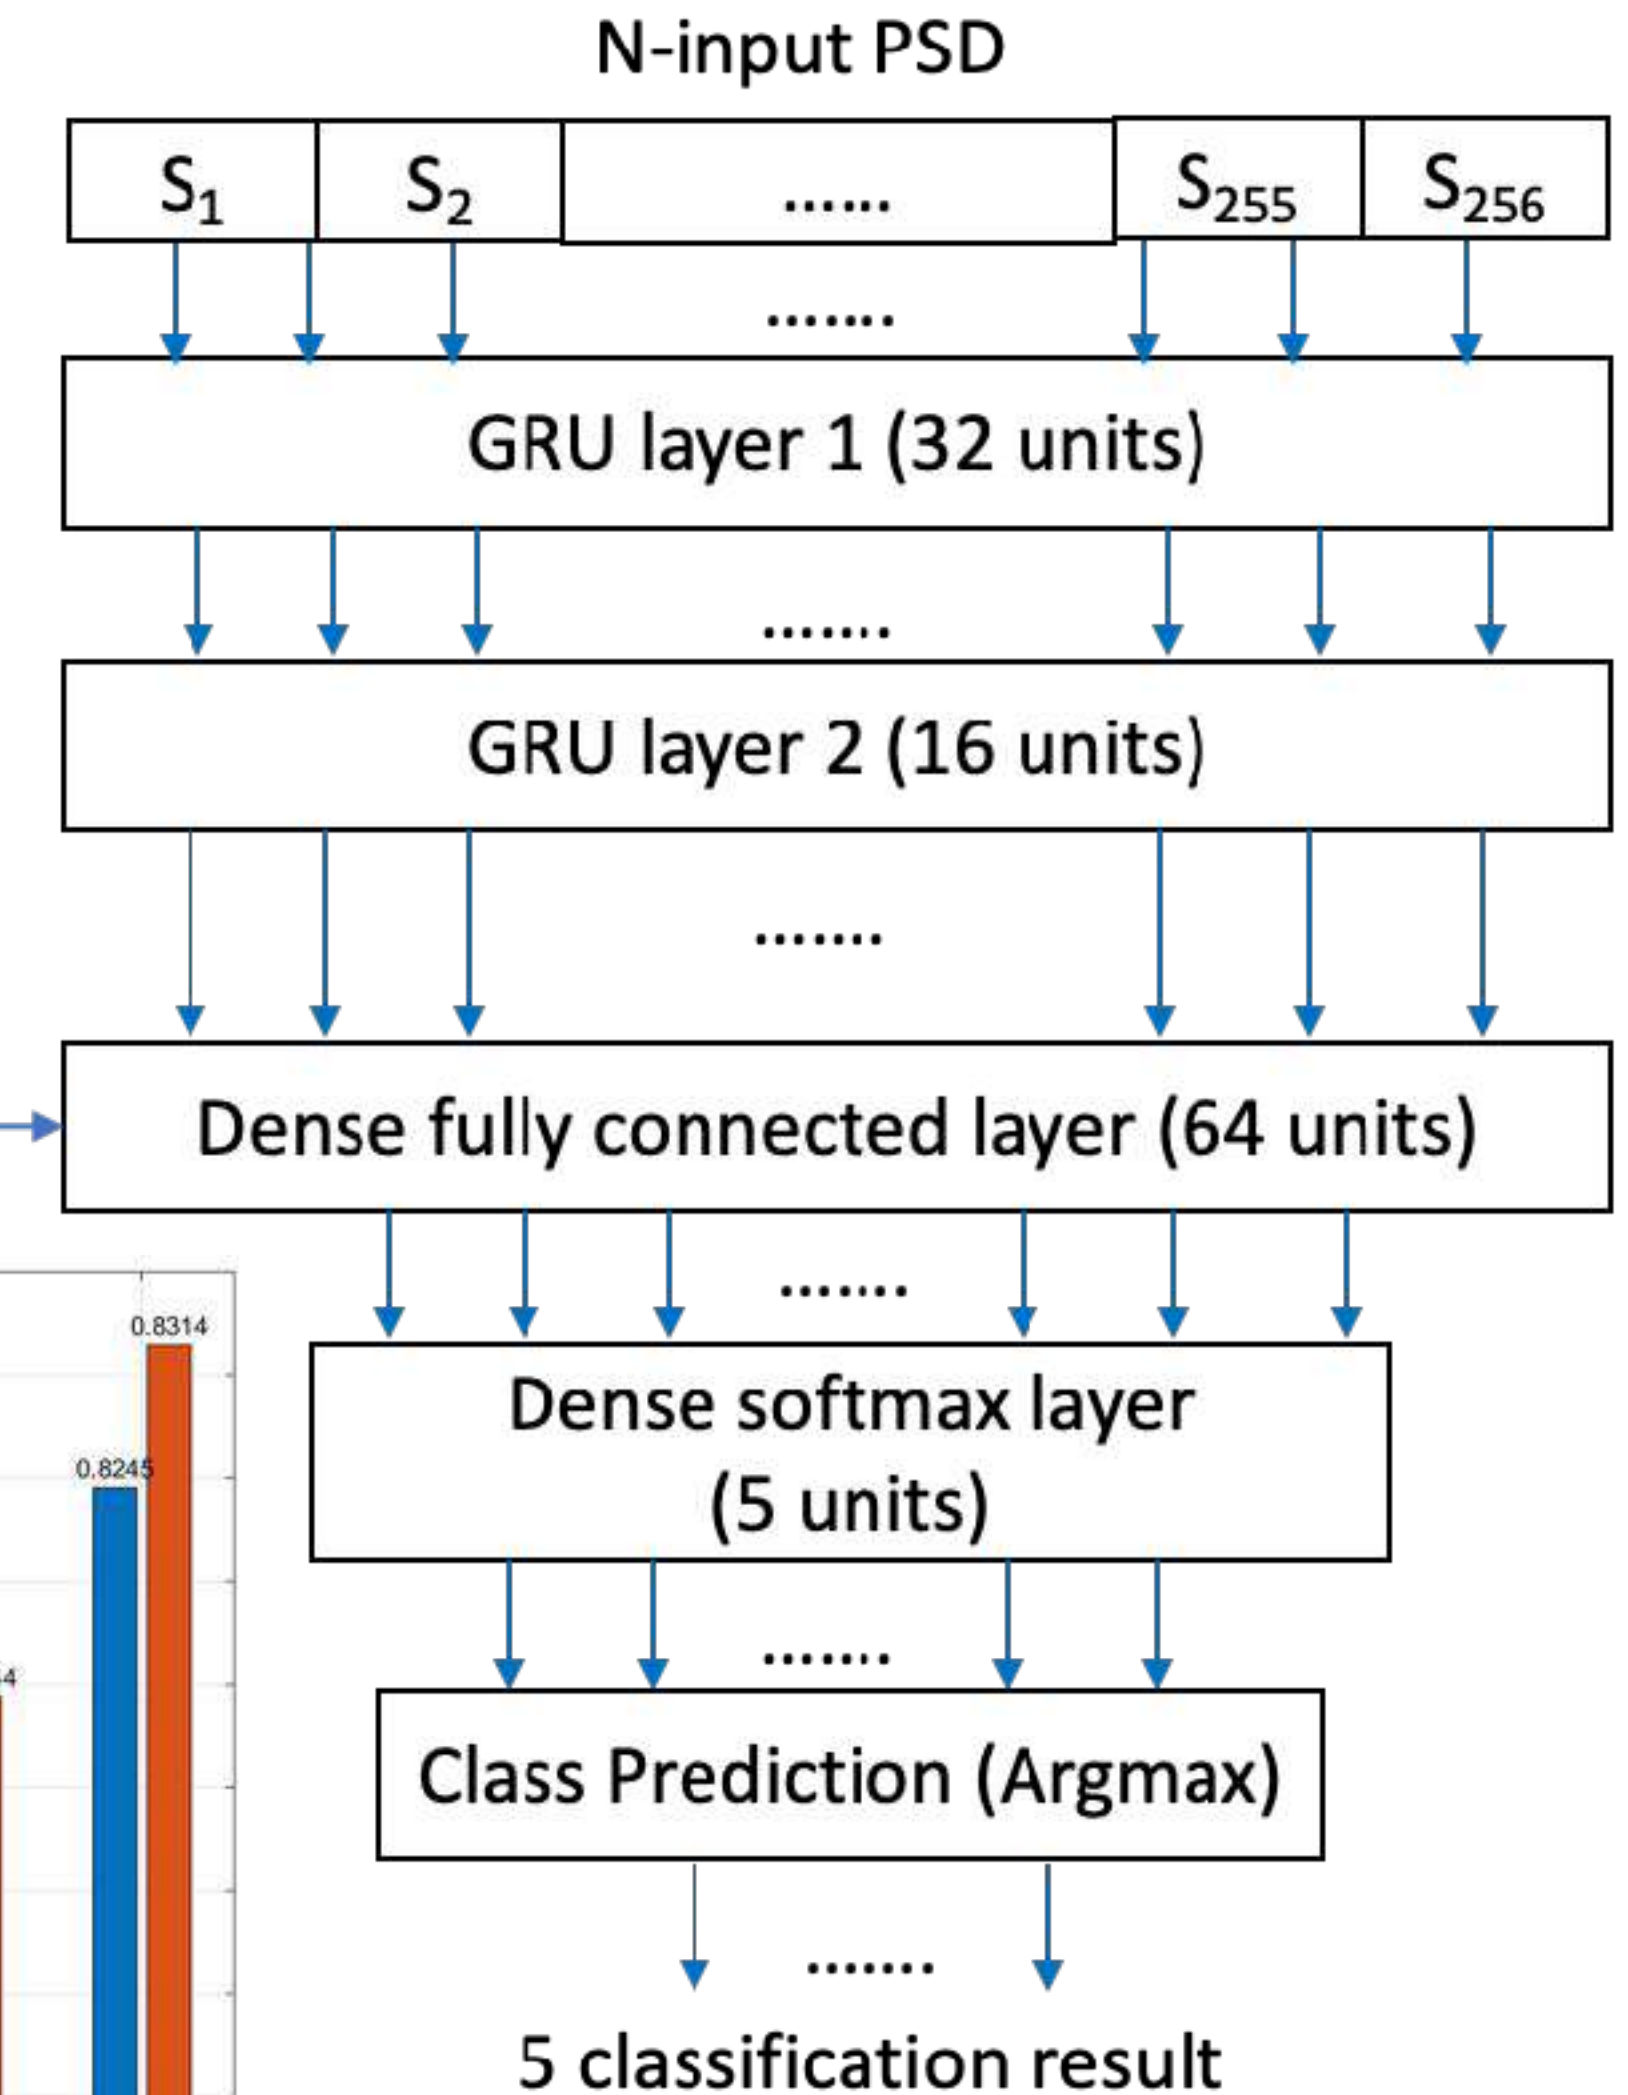 N-input PSD
S1 S2 ...... S255 S256
.......
GRU layer 1 (32 units)
.......
GRU layer 2 (16 units)
.......
Dense fully connected layer (64 units)
.......
0.8314
Dense softmax layer
(5 units)
0.8245
.......
4
Class Prediction (Argmax)
.......
5 classification result